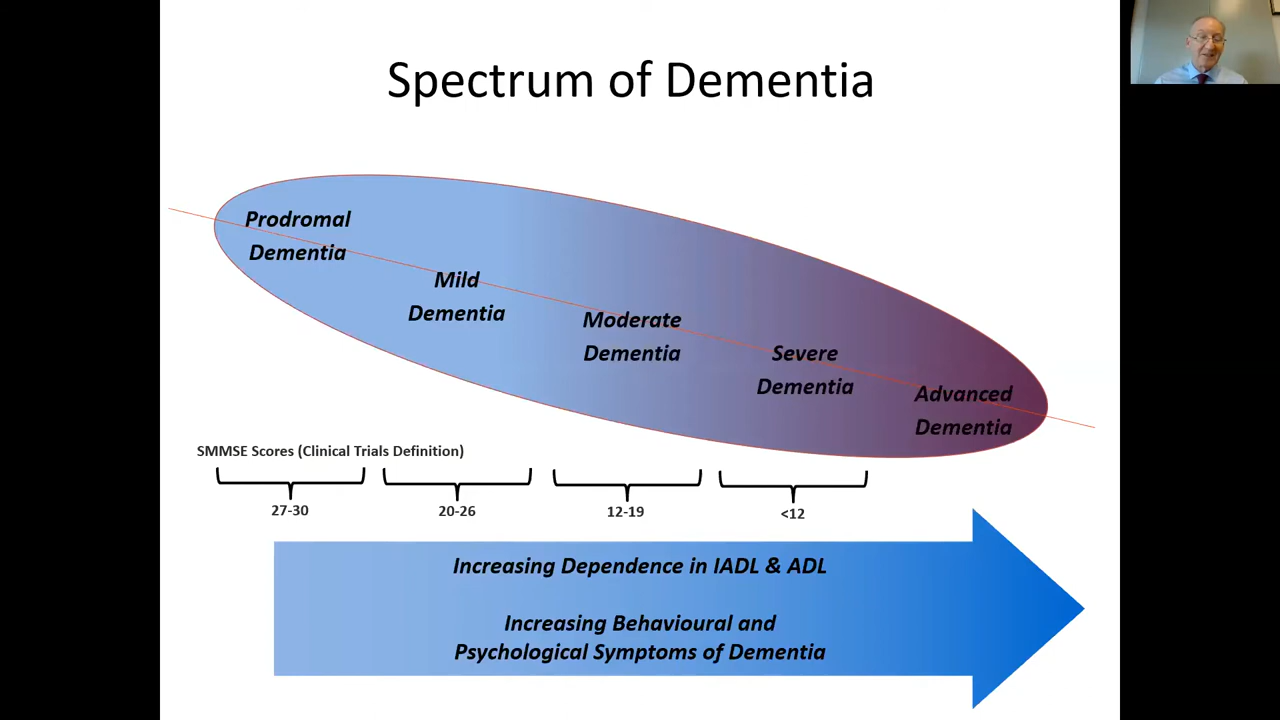 Spectrum of Dementia
Prodromal
Dementia
Mild
Dementia
Moderate
Dementia
Severe
Dementia
Advanced
Dementia
SMMSE Scores (Clinical Trials Definition)
27-30
20-26
12-19
<12
Increasing Dependence in IADL & ADL
Increasing Behavioural and
Psychological Symptoms of Dementia